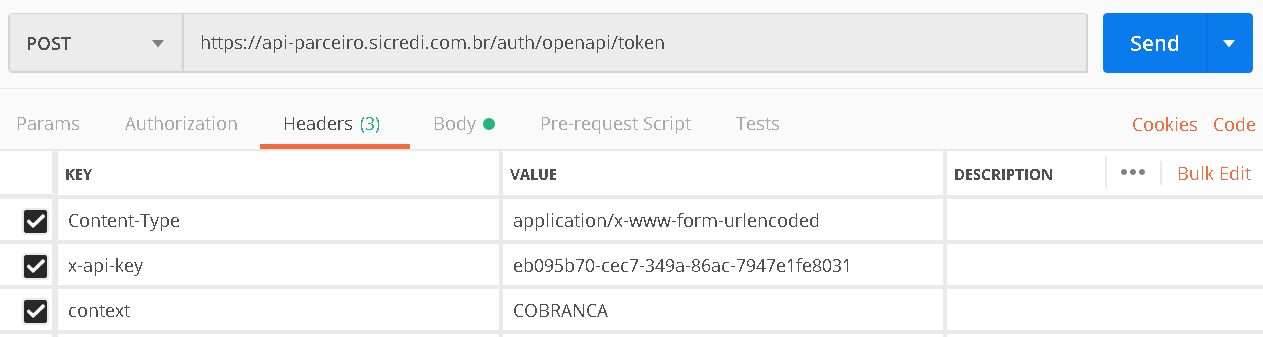 POST https://api-parceiro.sicredi.com.br/auth/openapi/token Send
Params Authorization Headers (3) Body Pre-request Script Tests Cookies Code
KEY VALUE DESCRIPTION ••• Bulk Edit
Content-Type application/x-www-form-urlencoded
x-api-key eb095b70-cec7-349a-86ac-7947e1fe8031
context COBRANCA